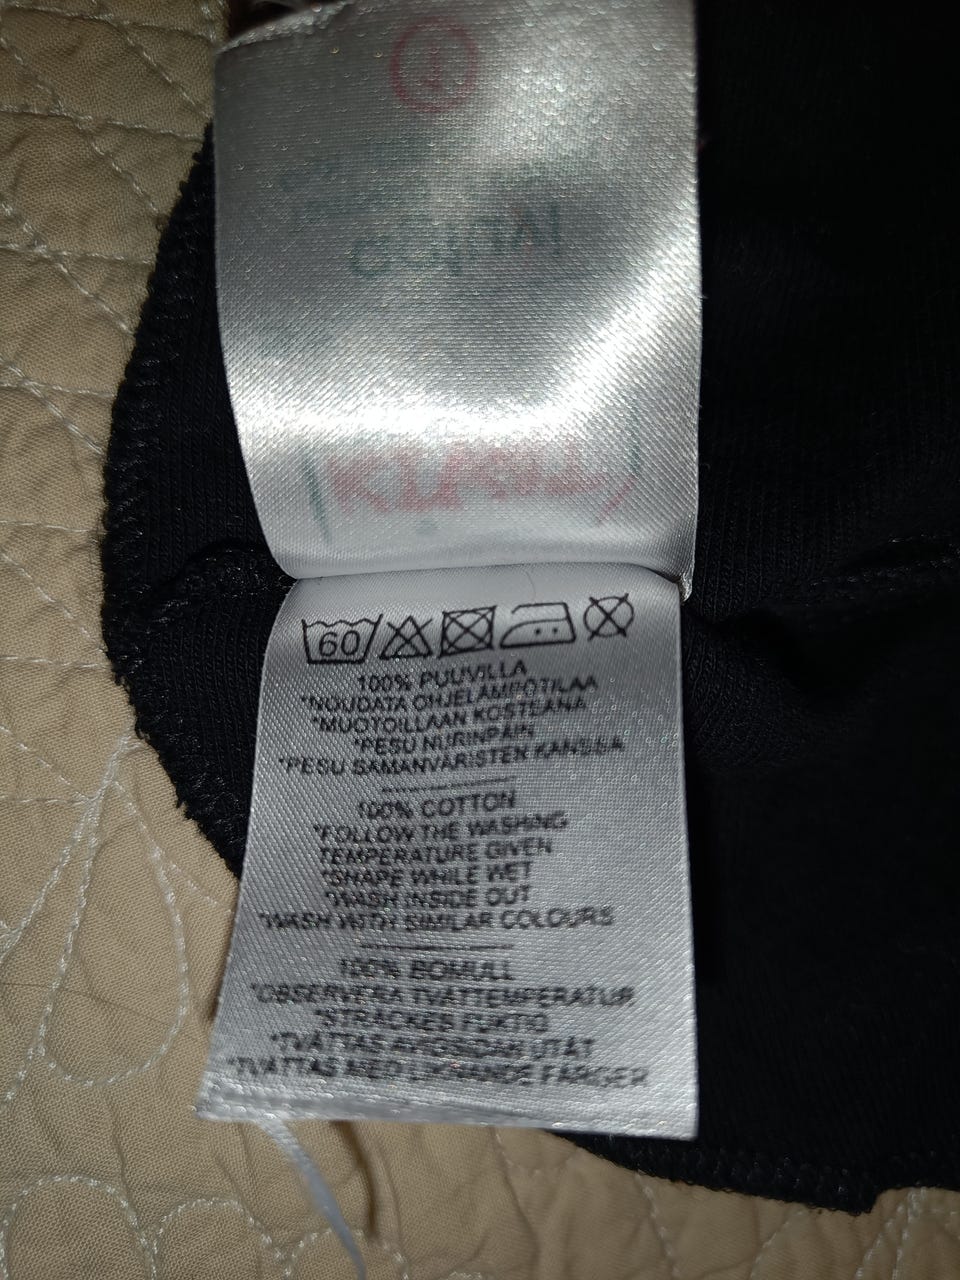 60
100% PUUVILLA
*NOUDATA OHJELÄMPÖTILAA
*MUOTOILLAAN KOSTEANA
*PESU NURINPÄIN
*PESU SAMANVÄRISTEN KANSSA
100% COTTON
*FOLLOW THE WASHING
TEMPERATURE GIVEN
*SHAPE WHILE WET
*WASH INSIDE OUT
*WASH WITH SIMILAR COLOURS
100% BOMULL
*OBSERVERA TVÄTTEMPERATUR
*STRÄCKES FUKTIG
*TVÄTTAS AVIGSIDAN UTÅT
*TVÄTTAS MED LIKNANDE FÄRGER